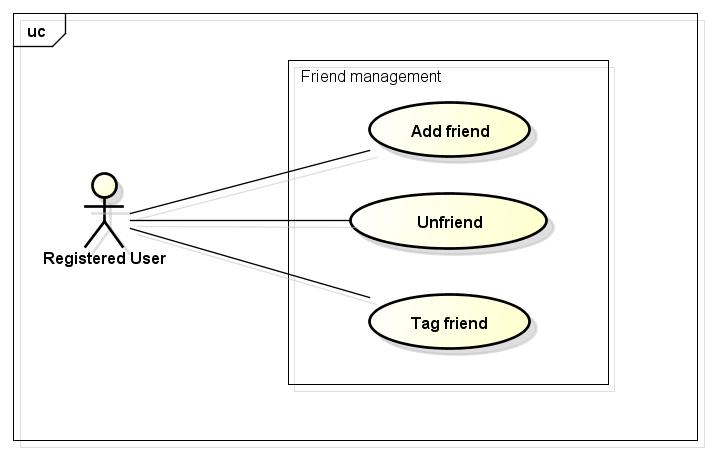 uc
Friend management
Add friend
Unfriend
Tag friend
Registered User